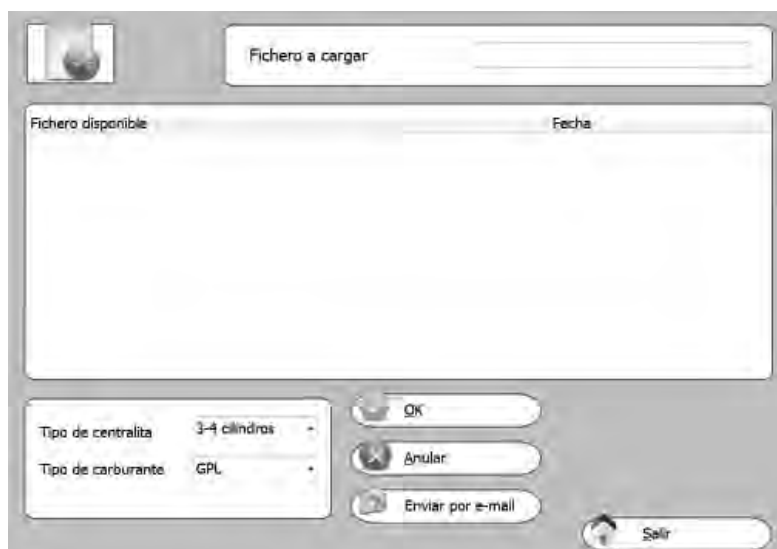 Fichero a cargar
Fichero disponible Fecha
Tipo de centralita 3-4 cilindros
Tipo de carburante GPL
OK
Anular
Enviar por e-mail
Salir